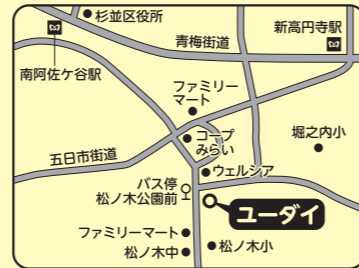 杉並区役所
新高円寺駅
青梅街道
南阿佐ケ谷駅
ファミリー
マート
コープ
みらい
堀之内小
五日市街道
ウェルシア
バス停
松ノ木公園前
ユーダイ
ファミリーマート
松ノ木中
松ノ木小